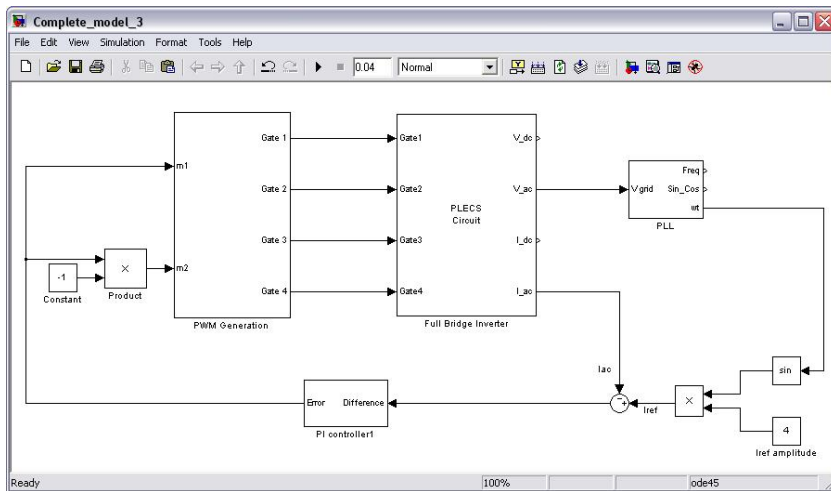 Complete_model_3
File Edit View Simulation Format Tools Help
0.04 Normal
Gate 1 Gate1 V_dc
m1
Freq
Gate 2 Gate2 V_ac Vgrid Sin_Cos
PLECS
Circuit
wt
PLL
Gate 3 Gate3 I_dc
-1 × m2
Constant Product
Gate 4 Gate4 I_ac
PWM Generation Full Bridge Inverter
Iac sin
Error Difference - + Iref ×
PI controller1
4
Iref amplitude
Ready 100% ode45